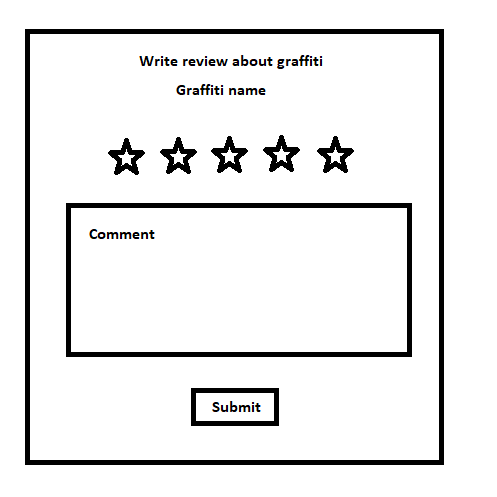 Write review about graffiti
Graffiti name
Comment
Submit